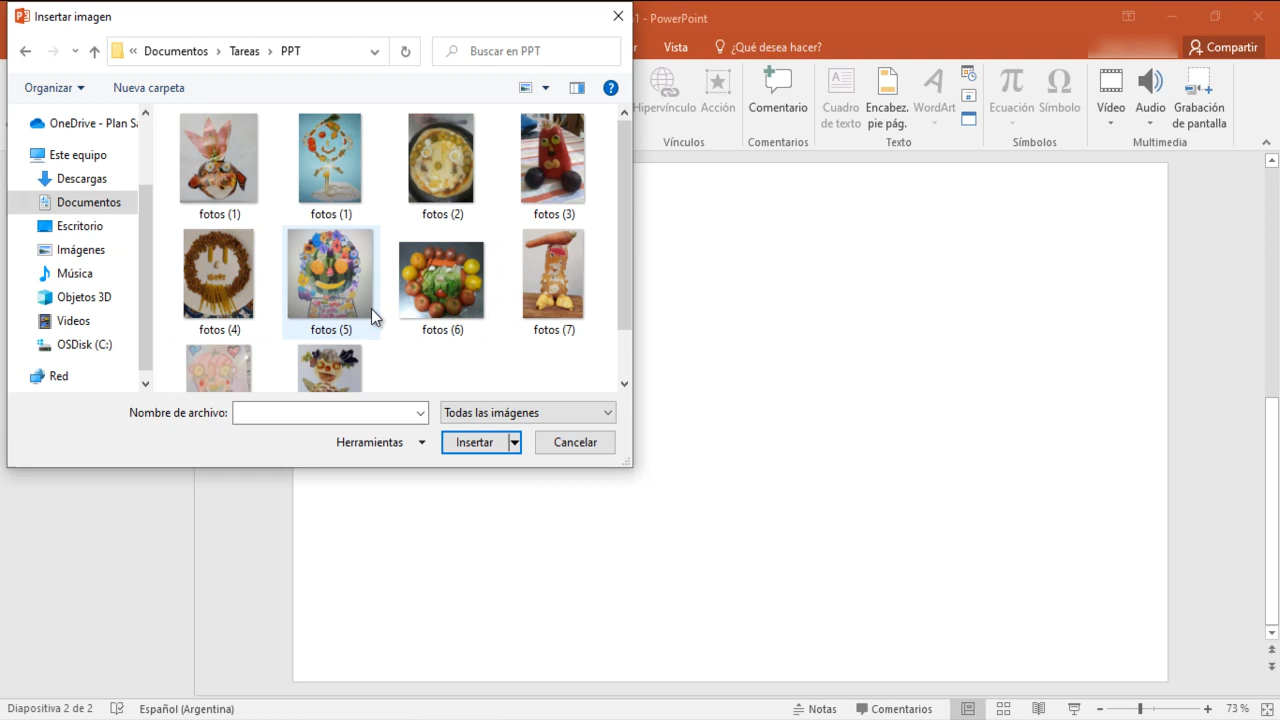 Insertar imagen
1 - PowerPoint
Documentos
Tareas
PPT
Buscar en PPT
Vista
¿Qué desea hacer?
Compartir
Organizar
Nueva carpeta
Hipervínculo
Acción
Comentario
Cuadro de texto
Encabez. pie pág.
WordArt
Ecuación
Símbolo
Vídeo
Audio
Grabación de pantalla
Vínculos
Comentarios
Texto
Símbolos
Multimedia
OneDrive - Plan Sa
Este equipo
Descargas
Documentos
Escritorio
Imágenes
Música
Objetos 3D
Videos
OSDisk (C:)
Red
fotos (1)
fotos (1)
fotos (2)
fotos (3)
fotos (4)
fotos (5)
fotos (6)
fotos (7)
Nombre de archivo:
Todas las imágenes
Herramientas
Insertar
Cancelar
Diapositiva 2 de 2
Español (Argentina)
Notas
Comentarios
73 %